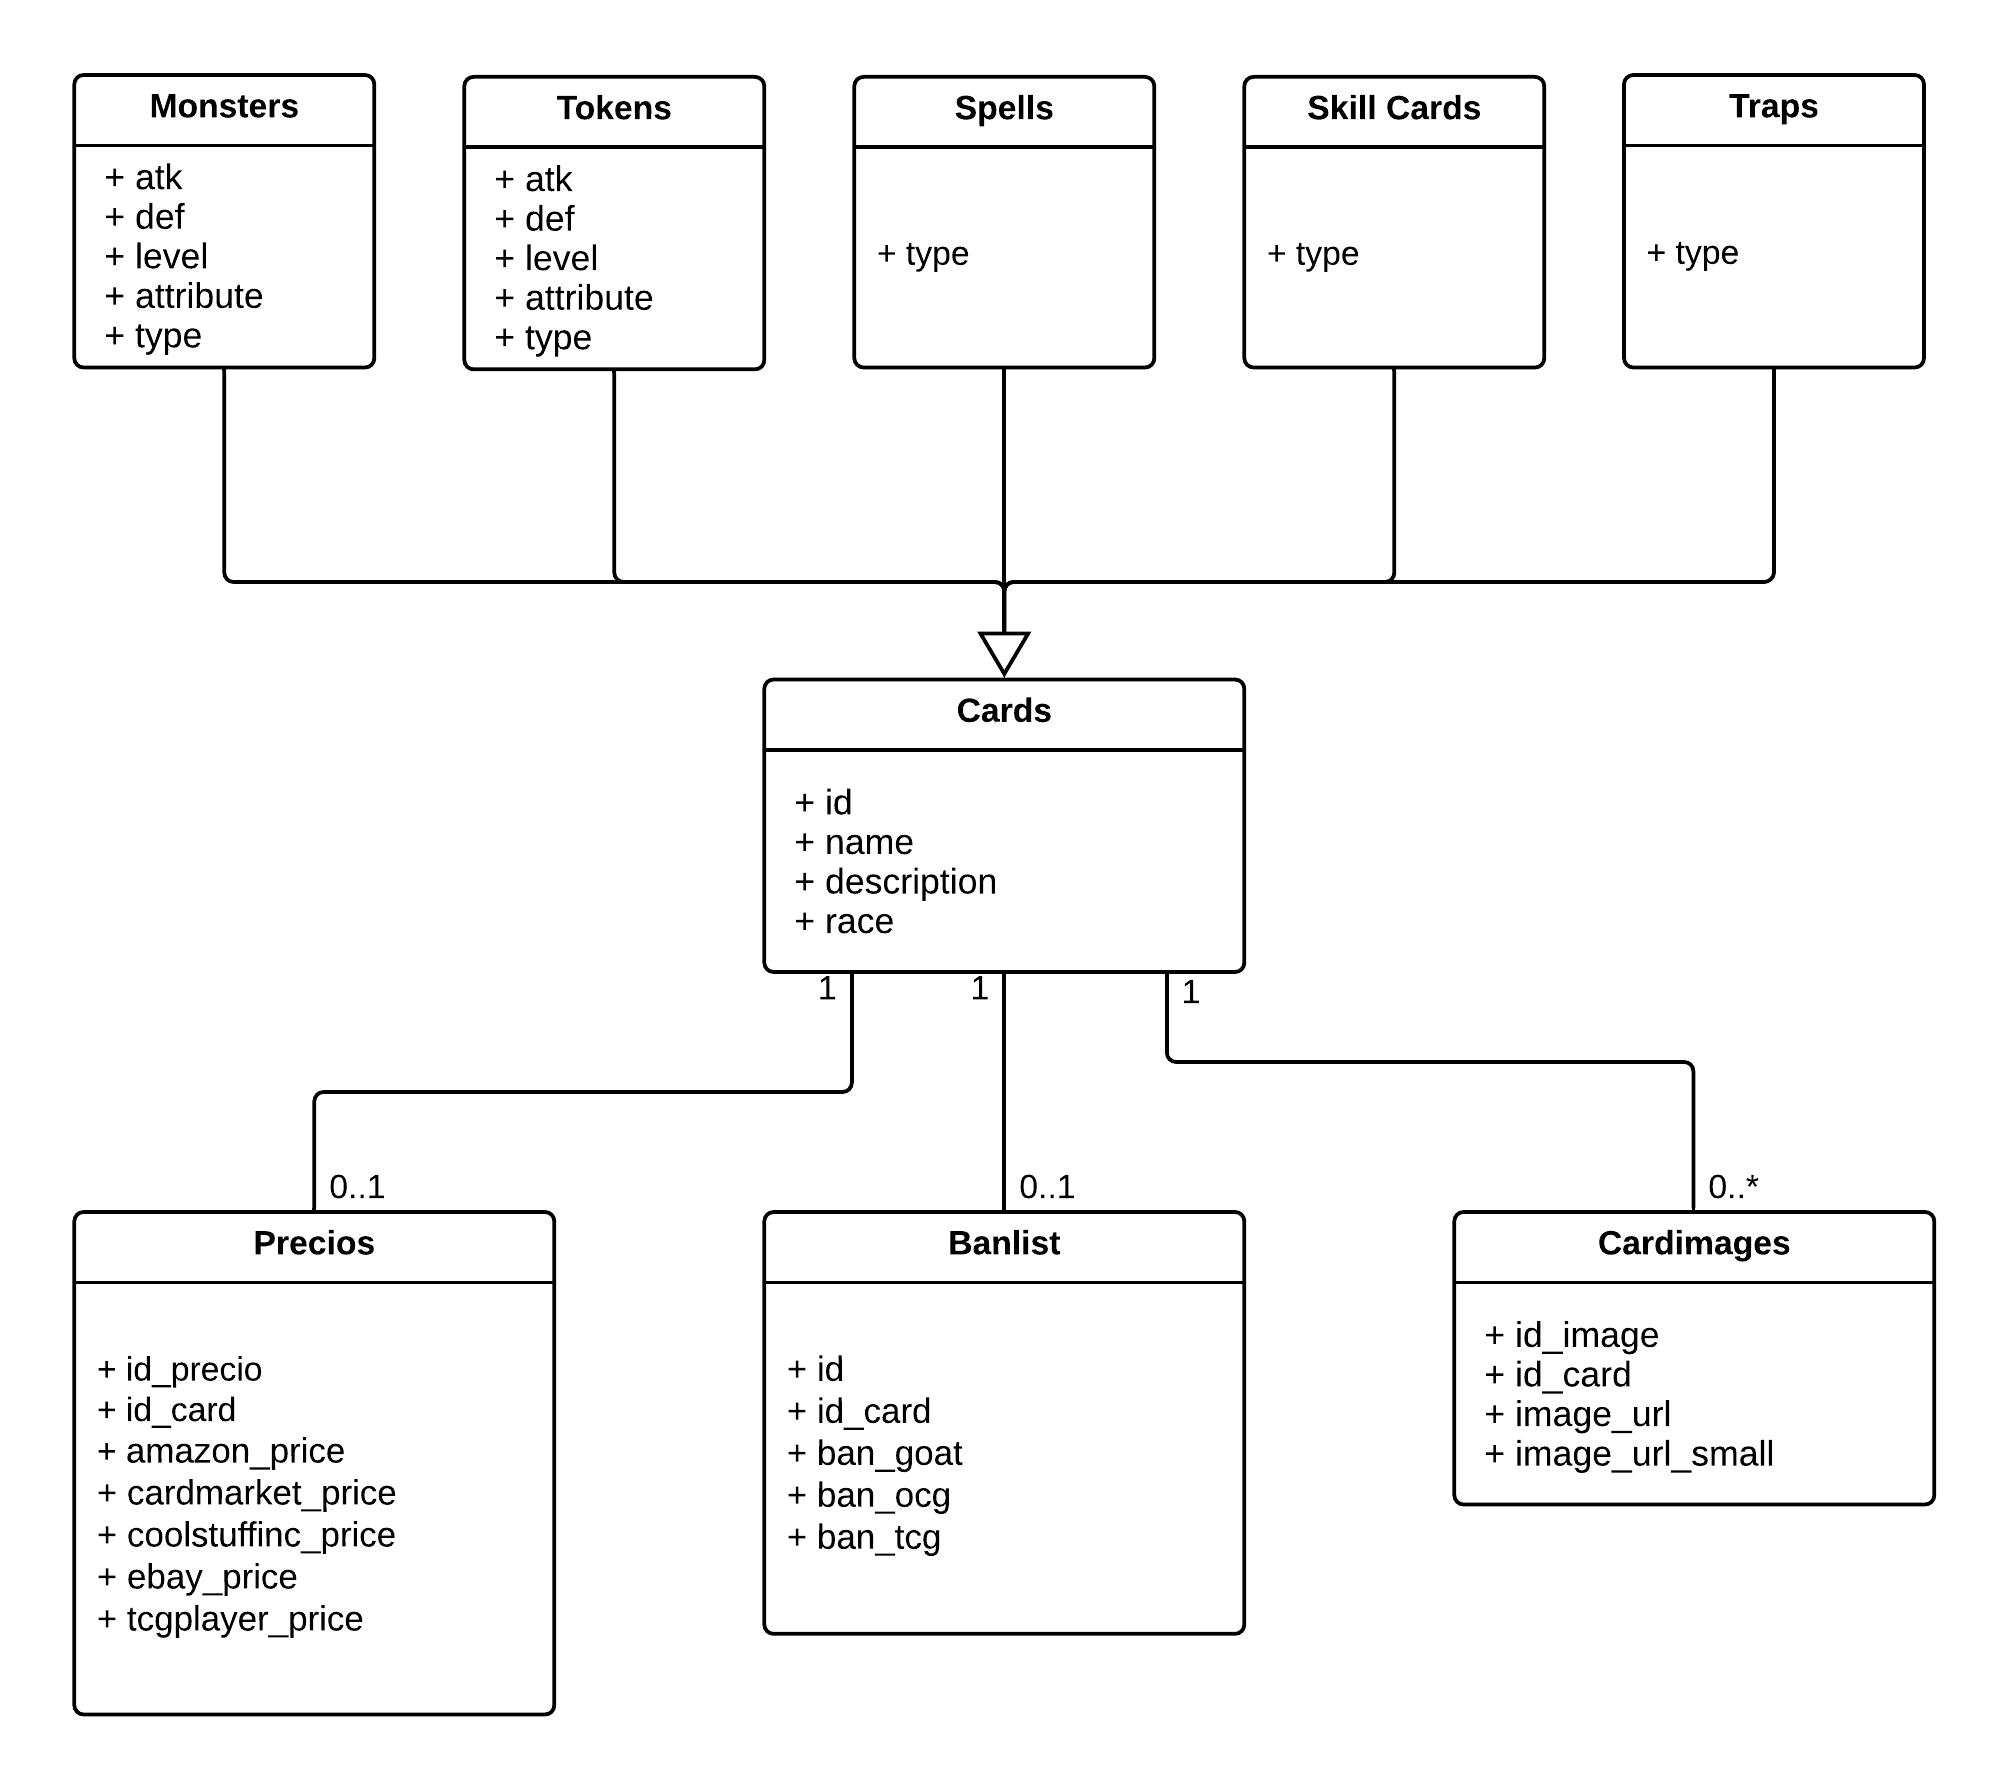 Monsters
+ atk
+ def
+ level
+ attribute
+ type
Tokens
+ atk
+ def
+ level
+ attribute
+ type
Spells
+ type
Skill Cards
+ type
Traps
+ type
Cards
+ id
+ name
+ description
+ race
1
1
1
0..1
0..1
0..*
Precios
+ id_precio
+ id_card
+ amazon_price
+ cardmarket_price
+ coolstuffinc_price
+ ebay_price
+ tcgplayer_price
Banlist
+ id
+ id_card
+ ban_goat
+ ban_ocg
+ ban_tcg
Cardimages
+ id_image
+ id_card
+ image_url
+ image_url_small